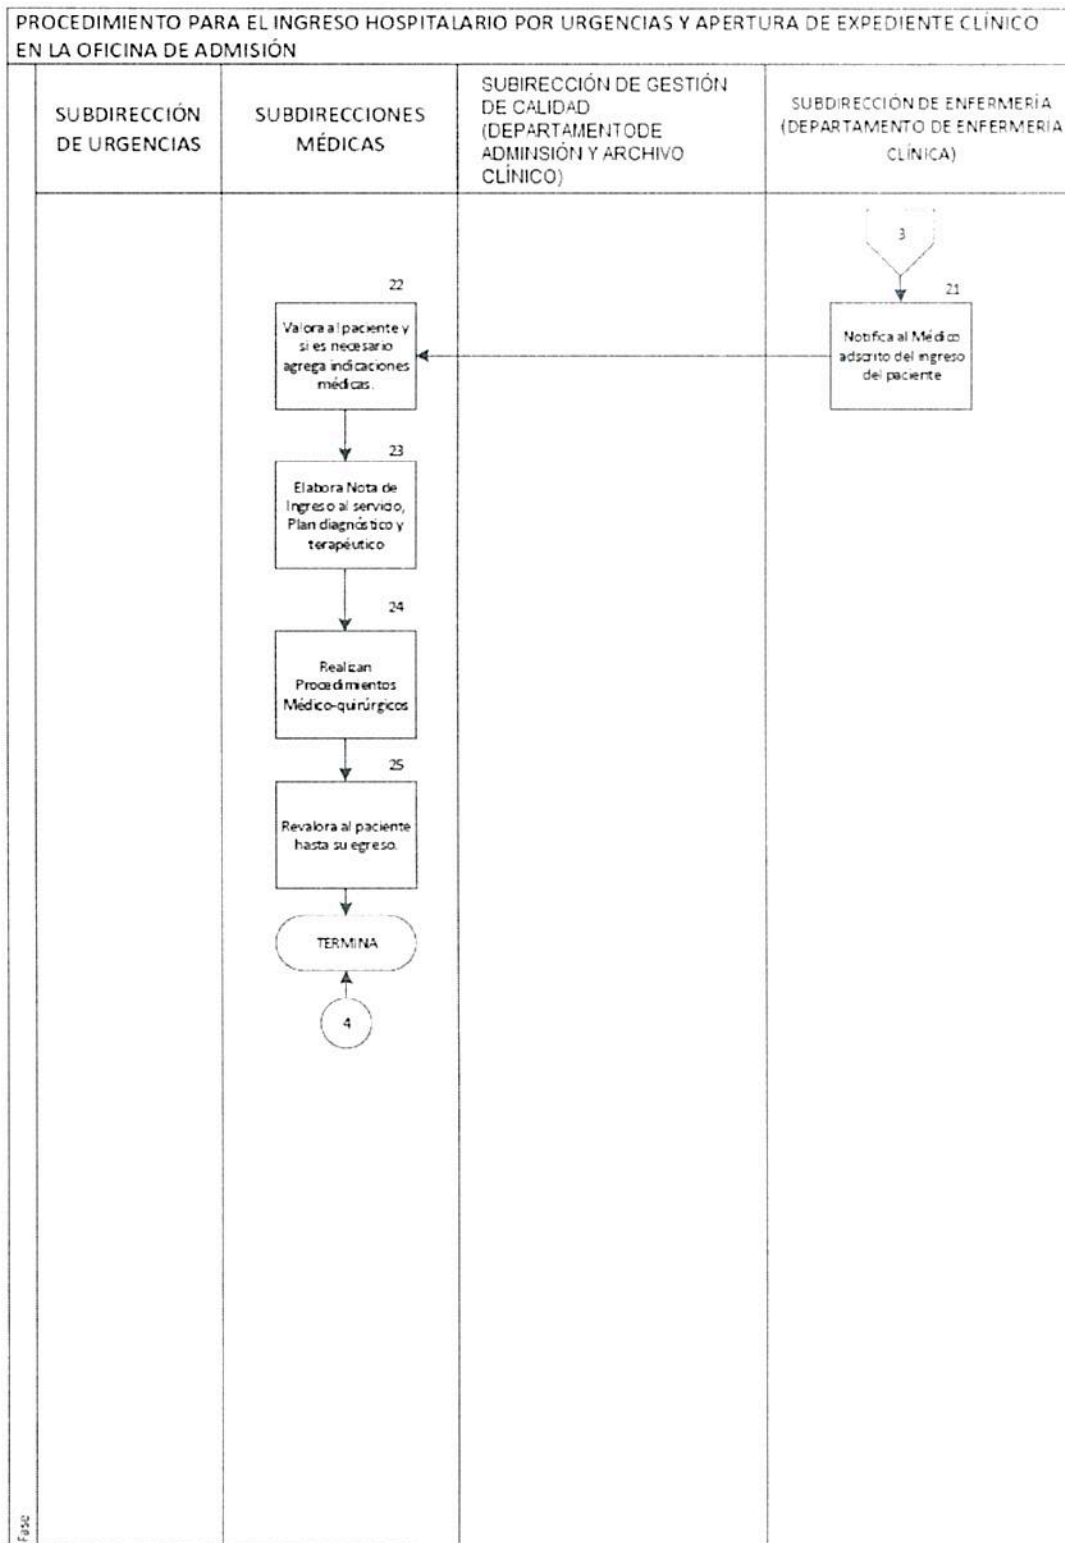 PROCEDIMIENTO PARA EL INGRESO HOSPITALARIO POR URGENCIAS Y APERTURA DE EXPEDIENTE CLÍNICO
EN LA OFICINA DE ADMISIÓN
SUBDIRECCIÓN
DE URGENCIAS
SUBDIRECCIONES
MÉDICAS
SUBIRECCIÓN DE GESTIÓN
DE CALIDAD
(DEPARTAMENTODE
ADMINSIÓN Y ARCHIVO
CLÍNICO)
SUBDIRECCIÓN DE ENFERMERÍA
(DEPARTAMENTO DE ENFERMERIA
CLÍNICA)
3
21
Notifica al Médico
adscrito del ingreso
del paciente
22
Valora al paciente y
si es necesario
agrega indicaciones
médicas.
23
Elabora Nota de
Ingreso al servicio,
Plan diagnóstico y
terapéutico
24
Realizan
Procedimientos
Médico-quirúrgicos
25
Revalora al paciente
hasta su egreso.
TERMINA
4
Fase